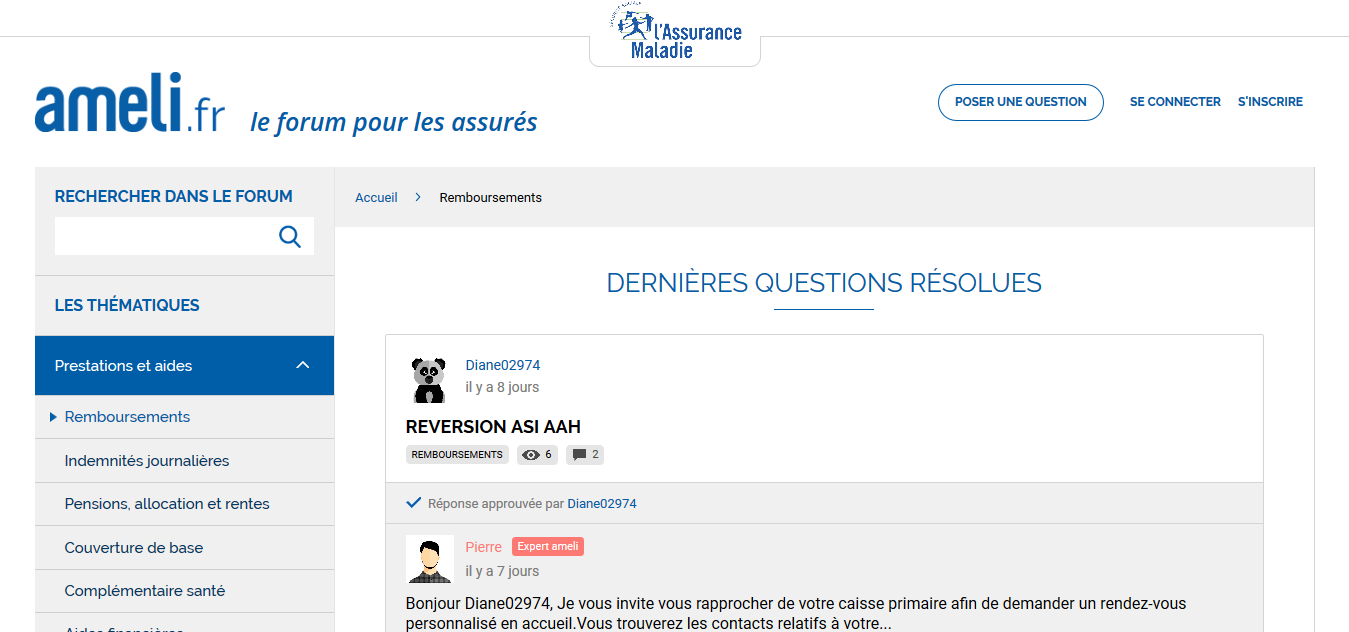 l'Assurance
Maladie
ameli.fr le forum pour les assurés
POSER UNE QUESTION
SE CONNECTER
S'INSCRIRE
RECHERCHER DANS LE FORUM
LES THÉMATIQUES
Prestations et aides
Remboursements
Indemnités journalières
Pensions, allocation et rentes
Couverture de base
Complémentaire santé
Aides financières
Accueil > Remboursements
DERNIÈRES QUESTIONS RÉSOLUES
Diane02974
il y a 8 jours
REVERSION ASI AAH
REMBOURSEMENTS 6 2
Réponse approuvée par Diane02974
Pierre Expert ameli
il y a 7 jours
Bonjour Diane02974, Je vous invite vous rapprocher de votre caisse primaire afin de demander un rendez-vous
personnalisé en accueil.Vous trouverez les contacts relatifs à votre...